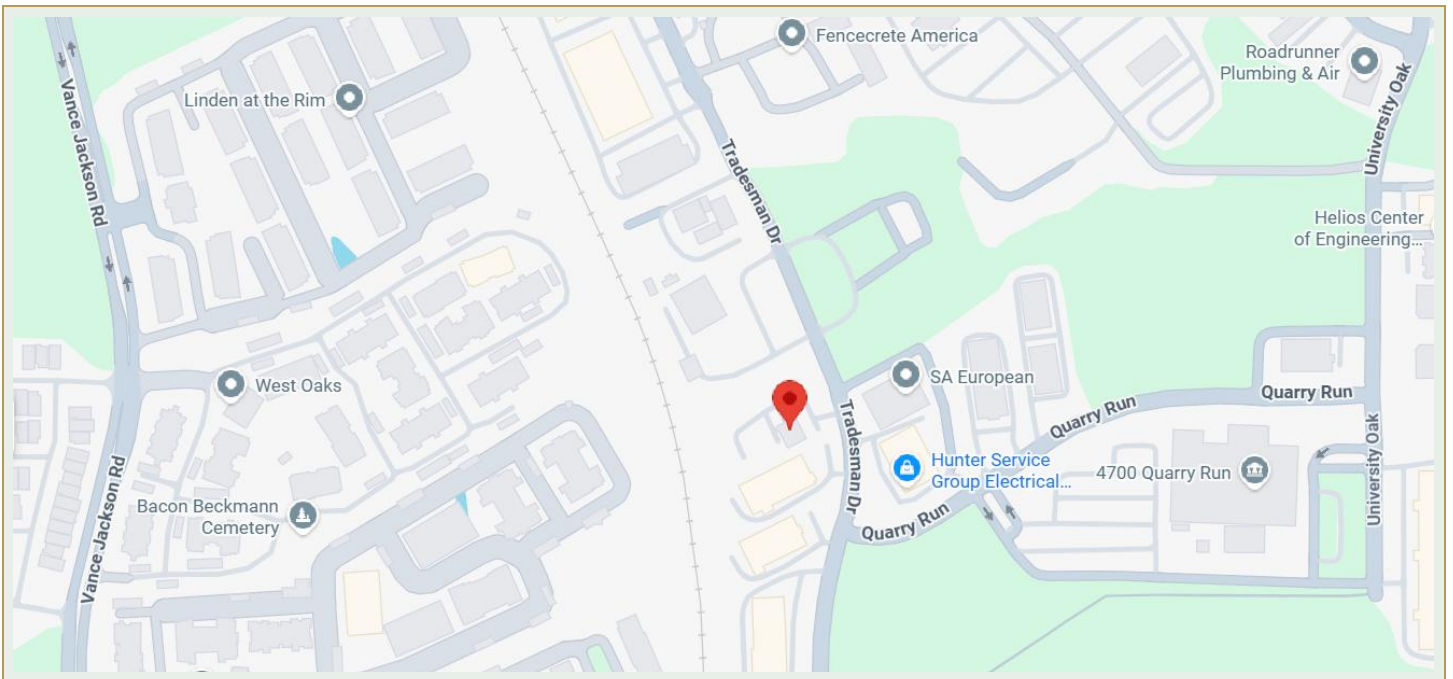 Fencecrete America
Roadrunner
Plumbing & Air
Linden at the Rim
Vance Jackson Rd
University Oak
Tradesman Dr
Helios Center
of Engineering...
West Oaks
SA European
Quarry Run
Quarry Run
Tradesman Dr
Hunter Service
Group Electrical...
4700 Quarry Run
University Oak
Bacon Beckmann
Cemetery
Vance Jackson Rd
Quarry Run